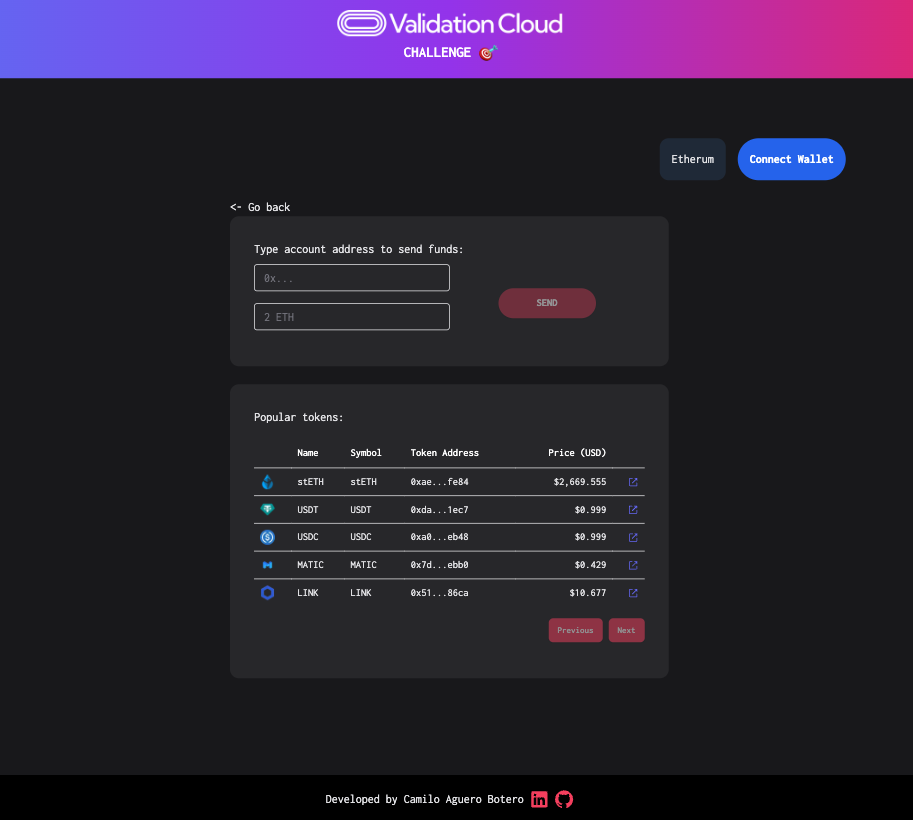 Validation Cloud
CHALLENGE 🎯
Etherum Connect Wallet
<- Go back
Type account address to send funds:
0x...
SEND
2 ETH
Popular tokens:
Name Symbol Token Address Price (USD)
stETH stETH 0xae...fe84 $2,669.555
USDT USDT 0xda...1ec7 $0.999
USDC USDC 0xa0...eb48 $0.999
MATIC MATIC 0x7d...ebb0 $0.429
LINK LINK 0x51...86ca $10.677
Previous Next
Developed by Camilo Aguero Botero